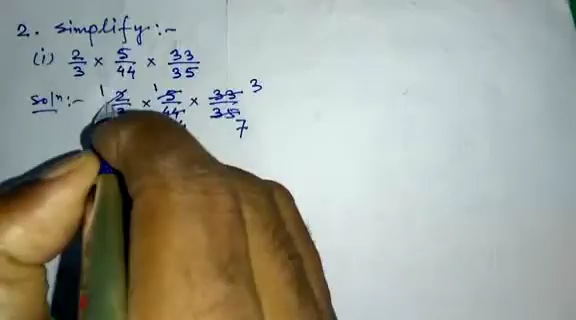 2. Simplify:-
(i) 2/3 × 5/44 × 33/35
Solⁿ:- 1 2/3 × 1 5/44 × 33/35 3 7